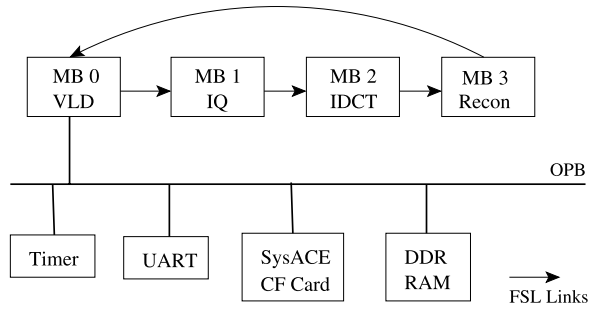 MB 0
VLD
MB 1
IQ
MB 2
IDCT
MB 3
Recon
OPB
Timer
UART
SysACE
CF Card
DDR
RAM
FSL Links